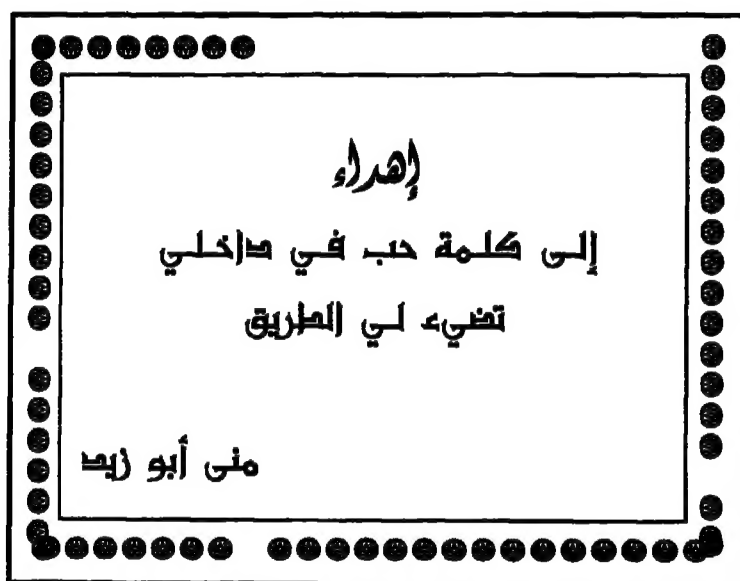 إهداء
إلى كلمة حب في داخلي
تضيء لي الطريق
منى أبو زيد